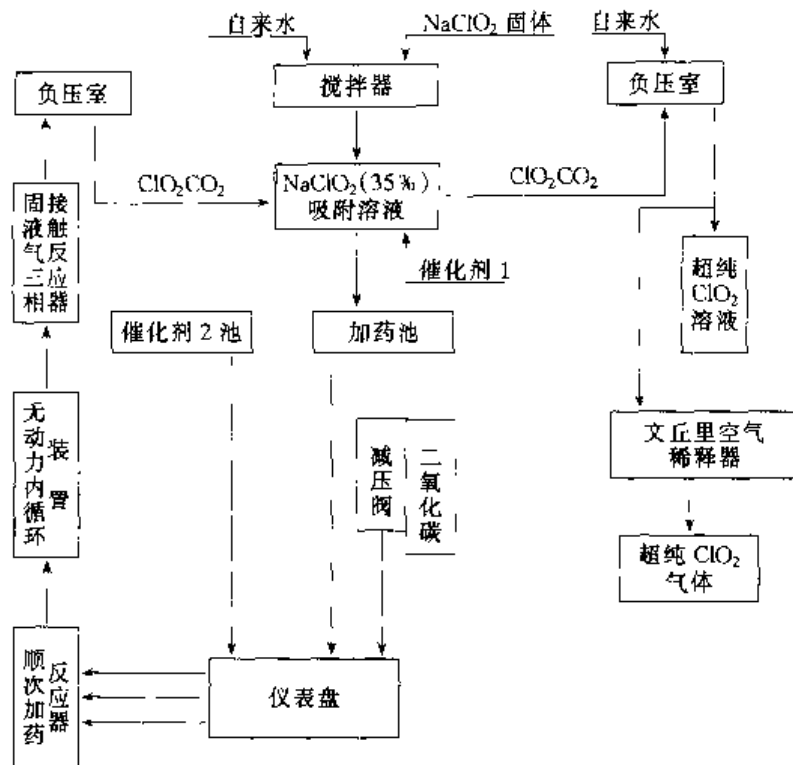 自来水
NaClO₂ 固体
自来水
负压室
搅拌器
负压室
ClO₂CO₂
NaClO₂(35‰)
吸附溶液
ClO₂CO₂
固液气三相
接触反应器
催化剂 1
超纯
ClO₂
溶液
催化剂 2 池
加药池
无动力内循环
装置
减压阀
二氧化碳
文丘里空气
稀释器
超纯 ClO₂
气体
顺次加药
反应器
仪表盘